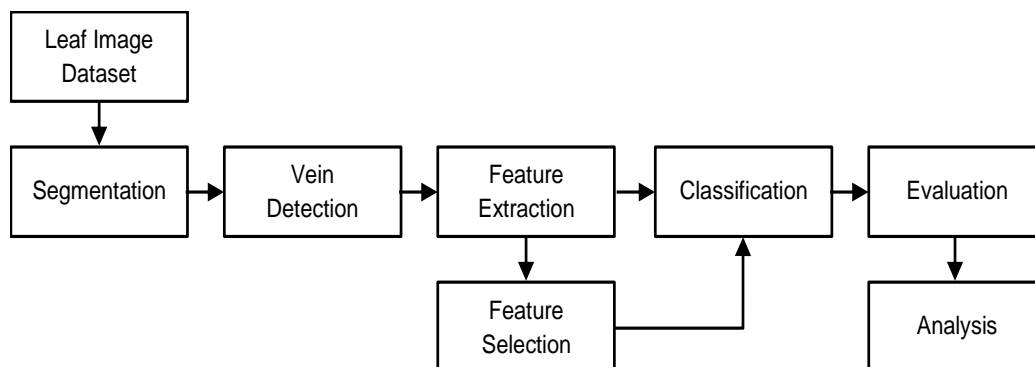 Leaf Image
Dataset
Segmentation
Vein
Detection
Feature
Extraction
Classification
Evaluation
Feature
Selection
Analysis